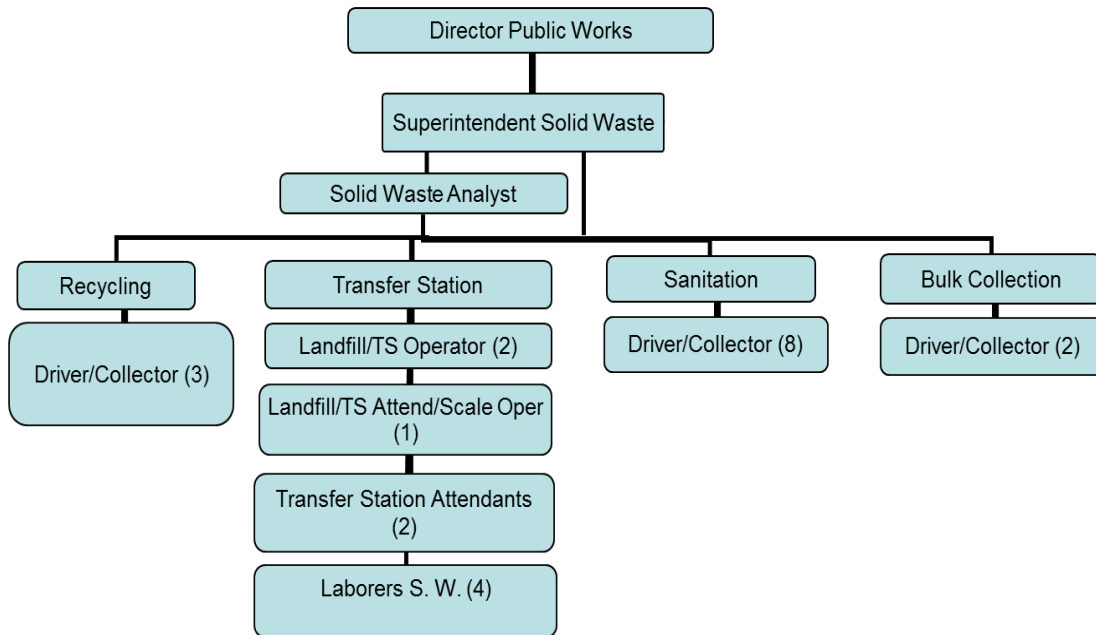 Director Public Works
Superintendent Solid Waste
Solid Waste Analyst
Recycling
Transfer Station
Sanitation
Bulk Collection
Driver/Collector (3)
Landfill/TS Operator (2)
Driver/Collector (8)
Driver/Collector (2)
Landfill/TS Attend/Scale Oper
(1)
Transfer Station Attendants
(2)
Laborers S. W. (4)